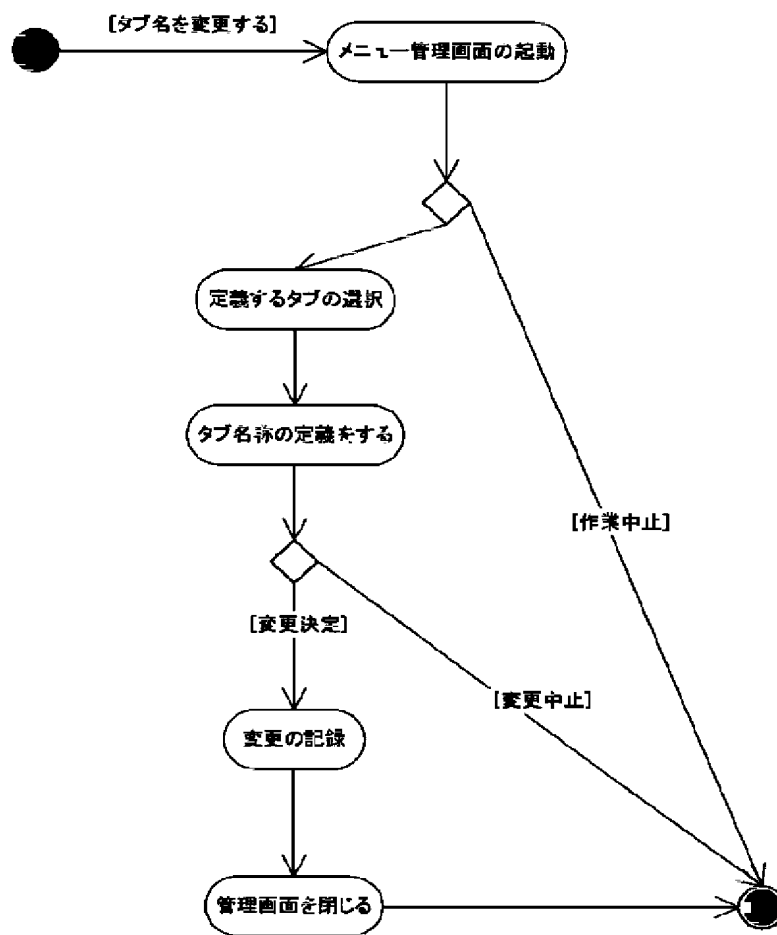 [タブ名を変更する]
メニュー管理画面の起動
定義するタブの選択
タブ名称の定義をする
[作業中止]
[変更決定]
[変更中止]
変更の記録
管理画面を閉じる